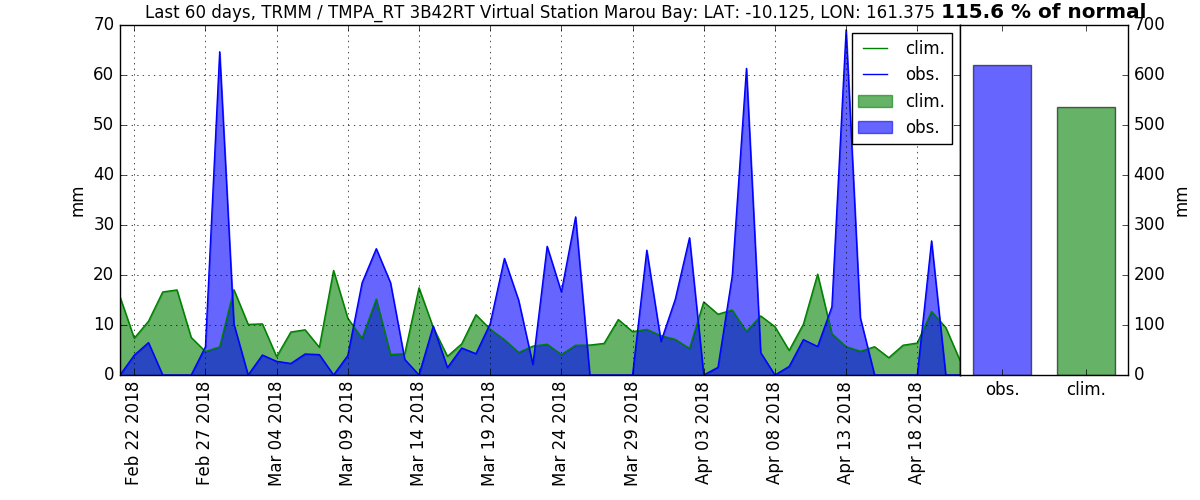 Last 60 days, TRMM / TMPA_RT 3B42RT Virtual Station Marou Bay: LAT: -10.125, LON: 161.375 115.6 % of normal
70
60
50
40
30
20
10
0
mm
clim.
obs.
clim.
obs.
Feb 22 2018
Feb 27 2018
Mar 04 2018
Mar 09 2018
Mar 14 2018
Mar 19 2018
Mar 24 2018
Mar 29 2018
Apr 03 2018
Apr 08 2018
Apr 13 2018
Apr 18 2018
700
600
500
400
300
200
100
0
mm
obs.
clim.